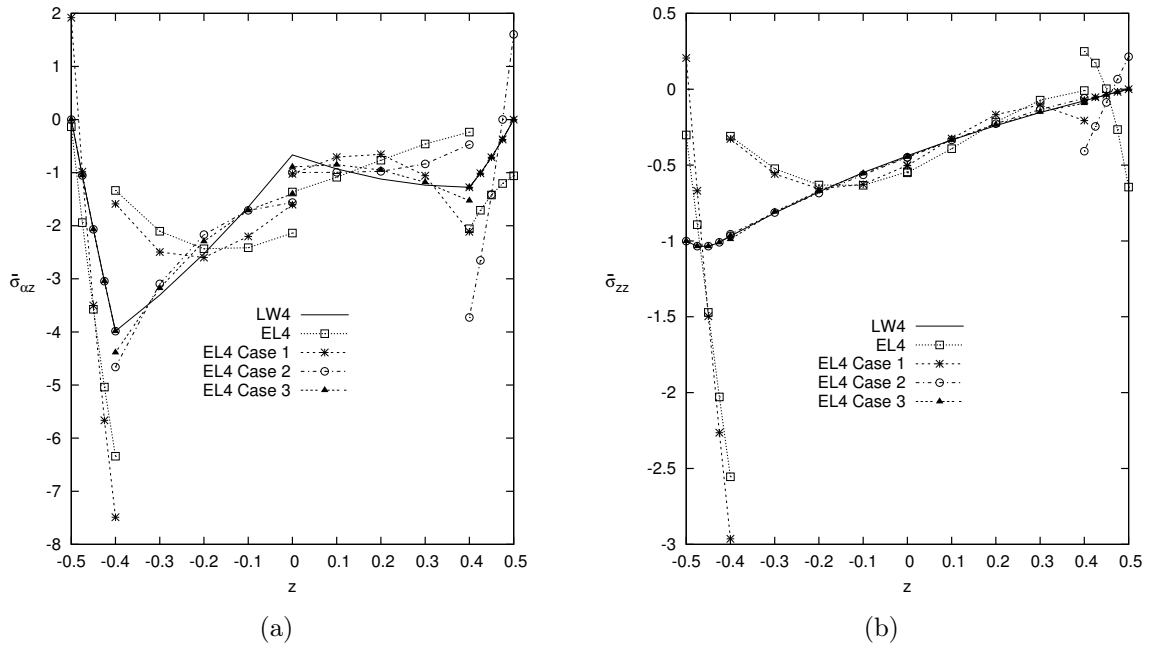 2
1
0
-1
-2
-3
-4
-5
-6
-7
-8
σ̄αz
-0.5 -0.4 -0.3 -0.2 -0.1 0 0.1 0.2 0.3 0.4 0.5
z
LW4
EL4
EL4 Case 1
EL4 Case 2
EL4 Case 3
(a)
0.5
0
-0.5
-1
-1.5
-2
-2.5
-3
σ̄zz
-0.5 -0.4 -0.3 -0.2 -0.1 0 0.1 0.2 0.3 0.4 0.5
z
LW4
EL4
EL4 Case 1
EL4 Case 2
EL4 Case 3
(b)